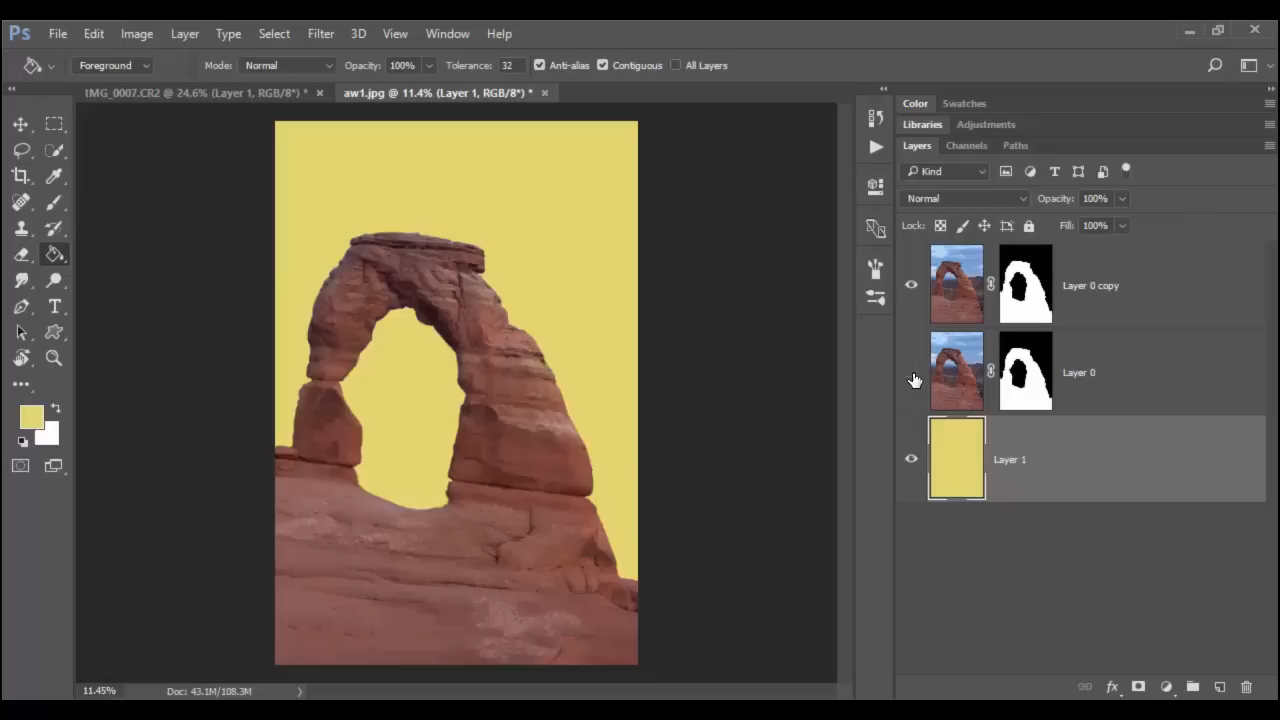 Ps File Edit Image Layer Type Select Filter 3D View Window Help
Foreground Mode: Normal Opacity: 100% Tolerance: 32 Anti-alias Contiguous All Layers
IMG_0007.CR2 @ 24.6% (Layer 1, RGB/8*) * × aw1.jpg @ 11.4% (Layer 1, RGB/8*) * ×
Color Swatches
Libraries Adjustments
Layers Channels Paths
Kind
Normal Opacity: 100%
Lock: Fill: 100%
Layer 0 copy
Layer 0
Layer 1
11.45% Doc: 43.1M/108.3M
fx